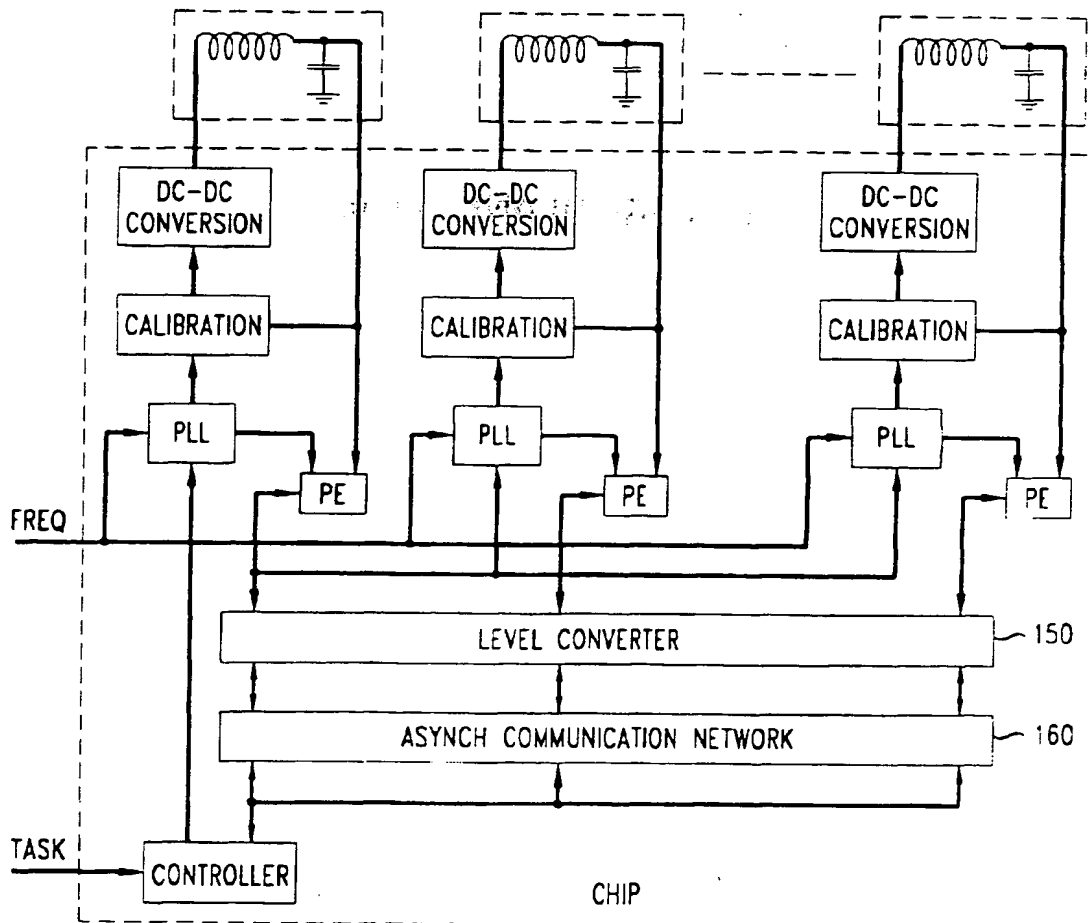 DC-DC
CONVERSION
DC-DC
CONVERSION
DC-DC
CONVERSION
CALIBRATION
CALIBRATION
CALIBRATION
PLL
PLL
PLL
PE
PE
PE
FREQ
LEVEL CONVERTER
150
ASYNCH COMMUNICATION NETWORK
160
TASK
CONTROLLER
CHIP